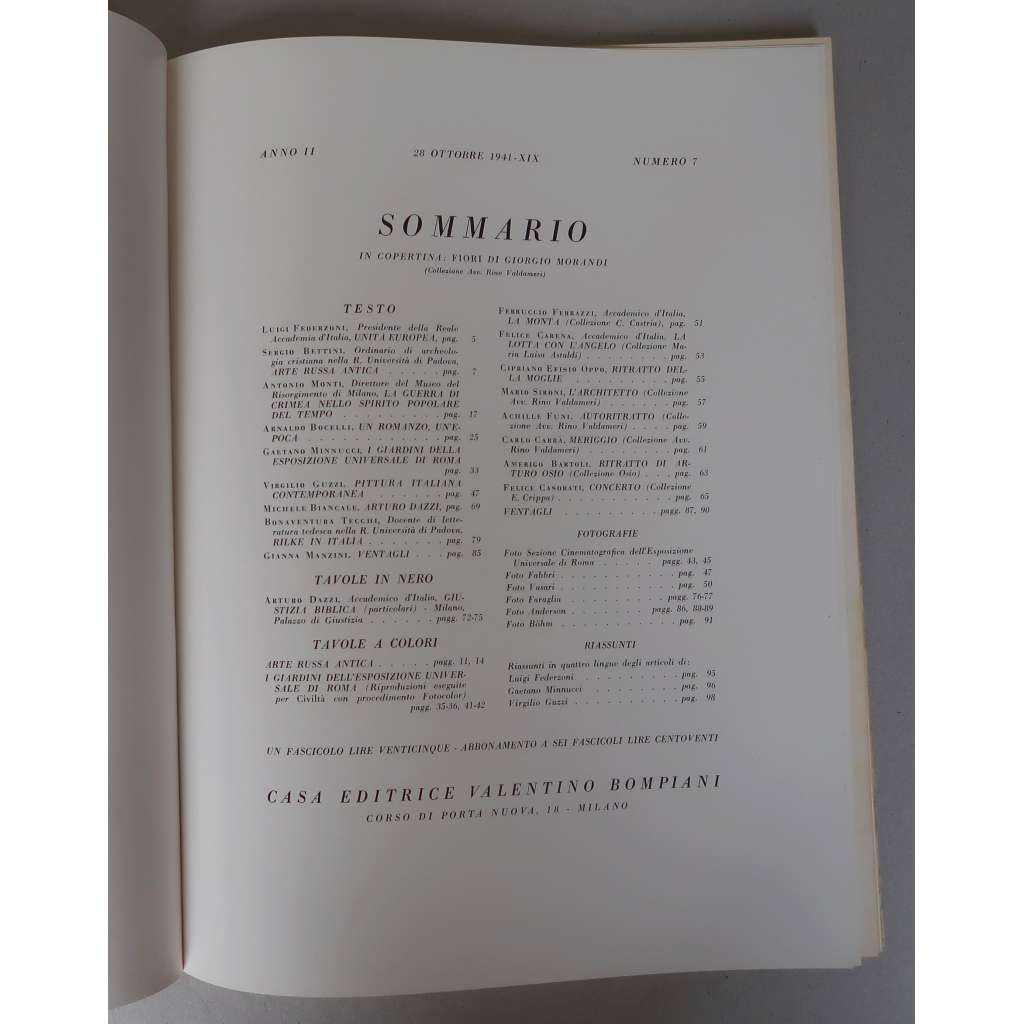 ANNO II 28 OTTOBRE 1941-XIX NUMERO 7
SOMMARIO
IN COPERTINA: FIORI DI GIORGIO MORANDI
(Collezione Avv. Rino Valdameri)
TESTO
LUIGI FEDERZONI, Presidente della Reale
Accademia d'Italia, UNITÀ EUROPEA, pag. 5
SERGIO BETTINI, Ordinario di archeolo-
gia cristiana nella R. Università di Padova,
ARTE RUSSA ANTICA . . . . . pag. 7
ANTONIO MONTI, Direttore del Museo del
Risorgimento di Milano, LA GUERRA DI
CRIMEA NELLO SPIRITO POPOLARE
DEL TEMPO . . . . . . . . . pag. 17
ARNALDO BOCELLI, UN ROMANZO, UN'E-
POCA . . . . . . . . . . . . pag. 25
GAETANO MINNUCCI, I GIARDINI DELLA
ESPOSIZIONE UNIVERSALE DI ROMA
pag. 33
VIRGILIO GUZZI, PITTURA ITALIANA
CONTEMPORANEA . . . . . . pag. 47
MICHELE BIANCALE, ARTURO DAZZI, pag. 69
BONAVENTURA TECCHI, Docente di lette-
ratura tedesca nella R. Università di Padova,
RILKE IN ITALIA . . . . . . . pag. 79
GIANNA MANZINI, VENTAGLI . . . pag. 85
TAVOLE IN NERO
ARTURO DAZZI, Accademico d'Italia, GIU-
STIZIA BIBLICA (particolari) - Milano,
Palazzo di Giustizia . . . . . . pagg. 72-75
TAVOLE A COLORI
ARTE RUSSA ANTICA . . . . . pagg. 11, 14
I GIARDINI DELL'ESPOSIZIONE UNIVER-
SALE DI ROMA (Riproduzioni eseguite
per Civiltà con procedimento Fotocolor)
pagg. 35-36, 41-42
FERRUCCIO FERRAZZI, Accademico d'Italia,
LA MONTA (Collezione C. Castria), pag. 51
FELICE CARENA, Accademico d'Italia, LA
LOTTA CON L'ANGELO (Collezione Ma-
ria Luisa Astaldi) . . . . . . . . pag. 53
CIPRIANO EFISIO OPPO, RITRATTO DEL-
LA MOGLIE . . . . . . . . . pag. 55
MARIO SIRONI, L'ARCHITETTO (Collezione
Avv. Rino Valdameri) . . . . . . pag. 57
ACHILLE FUNI, AUTORITRATTO (Colle-
zione Avv. Rino Valdameri) . . . . pag. 59
CARLO CARRÀ, MERIGGIO (Collezione Avv.
Rino Valdameri) . . . . . . . . pag. 61
AMERIGO BARTOLI, RITRATTO DI AR-
TURO OSIO (Collezione Osio) . . . pag. 63
FELICE CASORATI, CONCERTO (Collezione
E. Crippa) . . . . . . . . . . . pag. 65
VENTAGLI . . . . . . . . . pagg. 87, 90
FOTOGRAFIE
Foto Sezione Cinematografica dell'Esposizione
Universale di Roma . . . . . pagg. 43, 45
Foto Fabbri . . . . . . . . . . . pag. 47
Foto Vasari . . . . . . . . . . . pag. 50
Foto Faraglia . . . . . . . . . pagg. 76-77
Foto Anderson . . . . . . . pagg. 86, 88-89
Foto Böhm . . . . . . . . . . . pag. 91
RIASSUNTI
Riassunti in quattro lingue degli articoli di:
Luigi Federzoni . . . . . . . . . pag. 95
Gaetano Minnucci . . . . . . . . pag. 96
Virgilio Guzzi . . . . . . . . . . pag. 98
UN FASCICOLO LIRE VENTICINQUE - ABBONAMENTO A SEI FASCICOLI LIRE CENTOVENTI
CASA EDITRICE VALENTINO BOMPIANI
CORSO DI PORTA NUOVA, 18 - MILANO